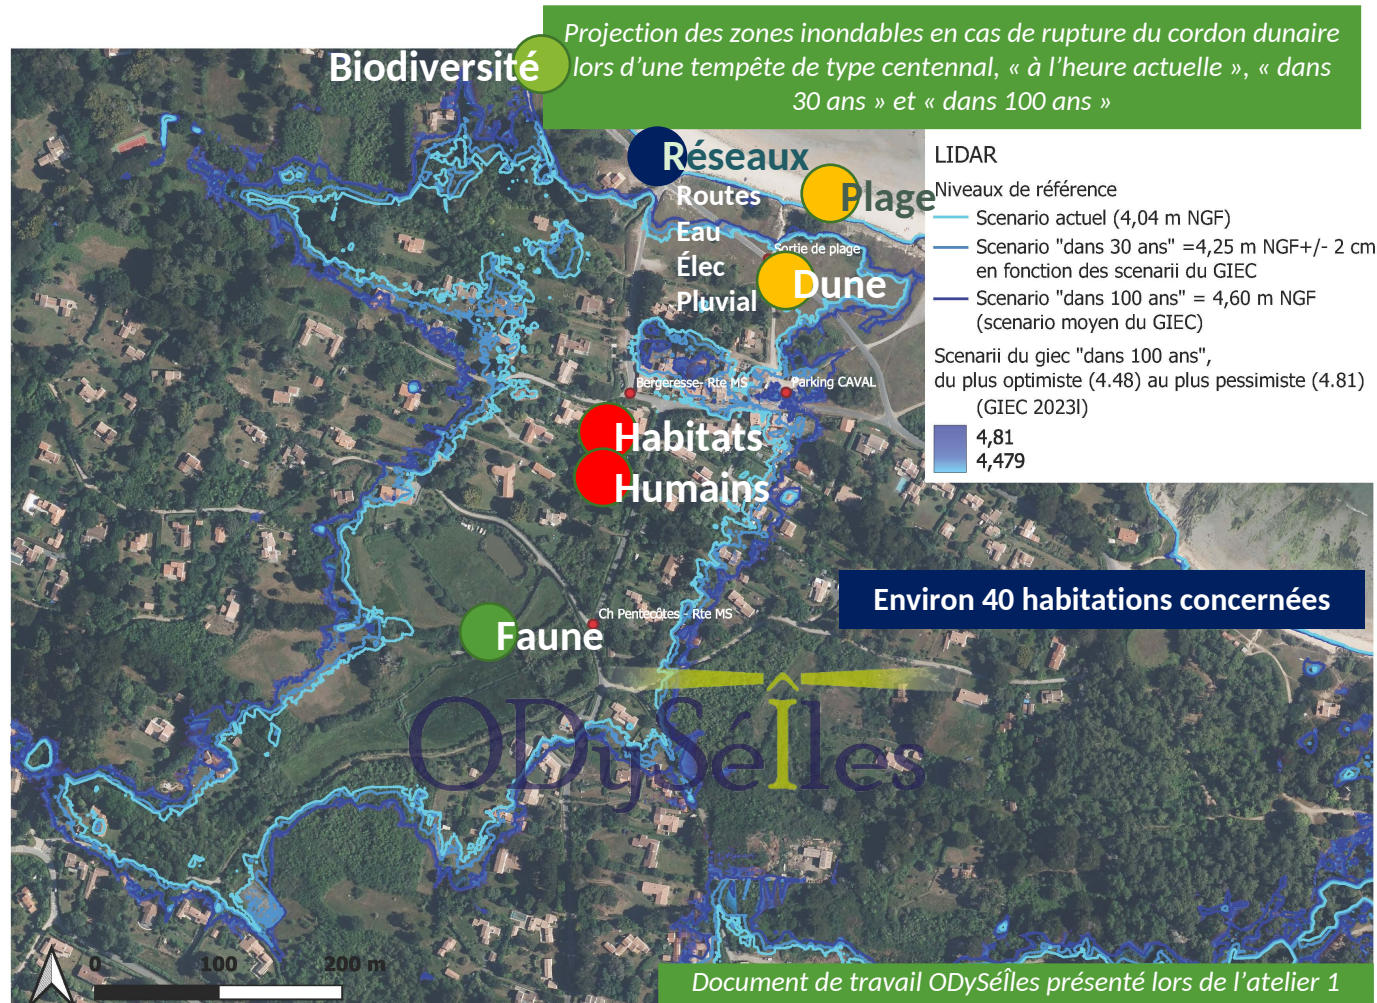 Projection des zones inondables en cas de rupture du cordon dunaire
lors d’une tempête de type centennal, « à l’heure actuelle », « dans
30 ans » et « dans 100 ans »
Biodiversité
Réseaux
Routes
Eau
Élec
Pluvial
Plage
Sortie de plage
Dune
LIDAR
Niveaux de référence
Scenario actuel (4,04 m NGF)
Scenario "dans 30 ans" =4,25 m NGF+/- 2 cm
en fonction des scenarii du GIEC
Scenario "dans 100 ans" = 4,60 m NGF
(scenario moyen du GIEC)
Scenarii du giec "dans 100 ans",
du plus optimiste (4.48) au plus pessimiste (4.81)
(GIEC 2023l)
4,81
4,479
Bergeresse- Rte MS
Parking CAVAL
Habitats
Humains
Environ 40 habitations concernées
Ch Pentecôtes - Rte MS
Faune
ODySéÎles
0 100 200 m
Document de travail ODySéÎles présenté lors de l’atelier 1